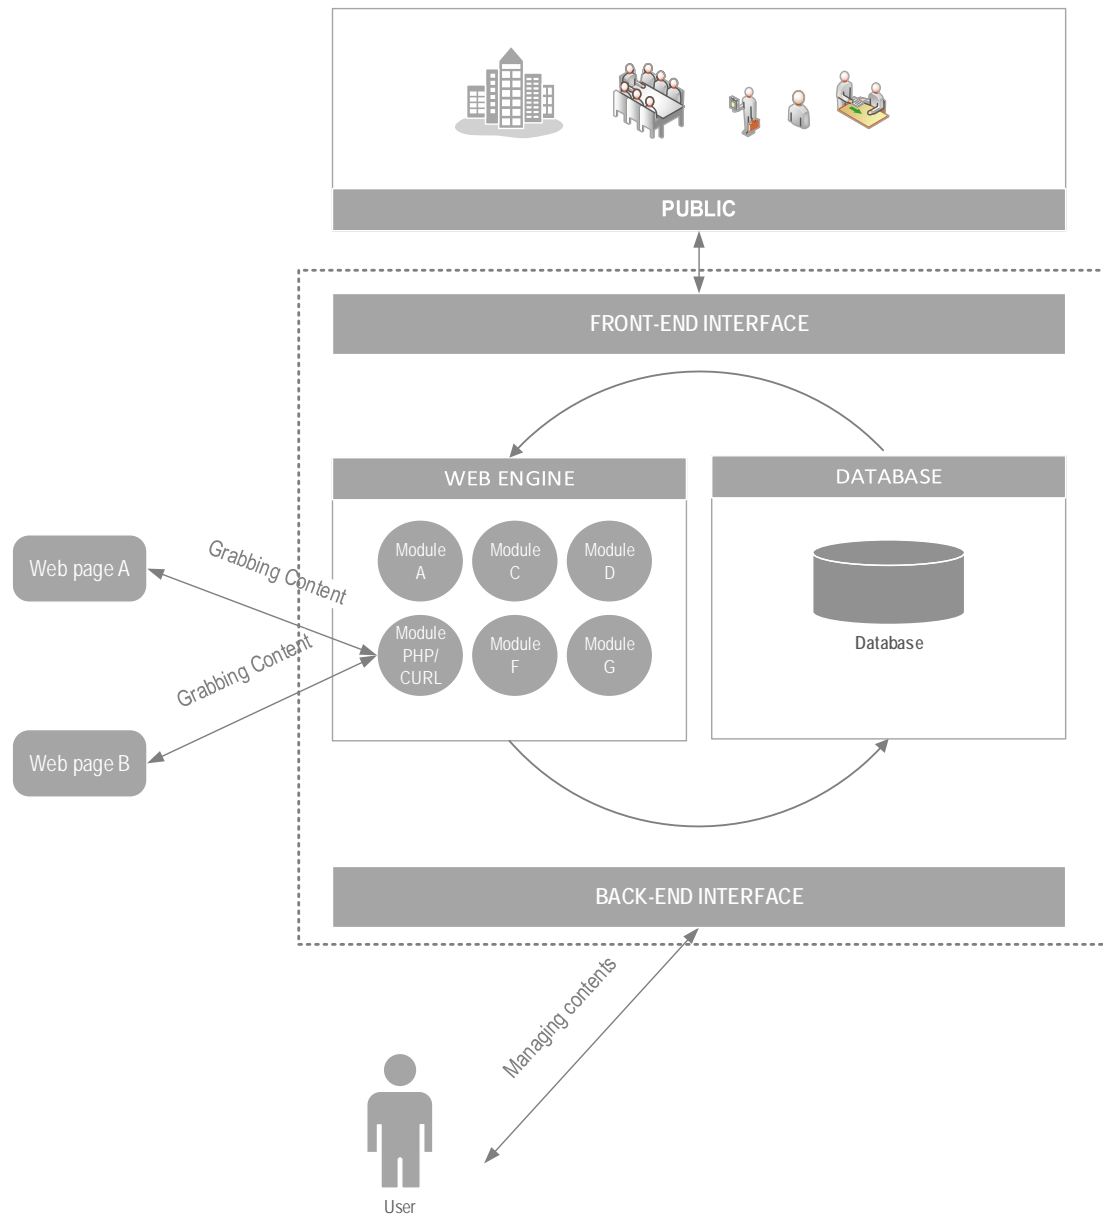 PUBLIC
FRONT-END INTERFACE
WEB ENGINE
DATABASE
Module
A
Module
C
Module
D
Grabbing Content
Web page A
Module
PHP/
CURL
Module
F
Module
G
Database
Grabbing Content
Web page B
BACK-END INTERFACE
Managing contents
User